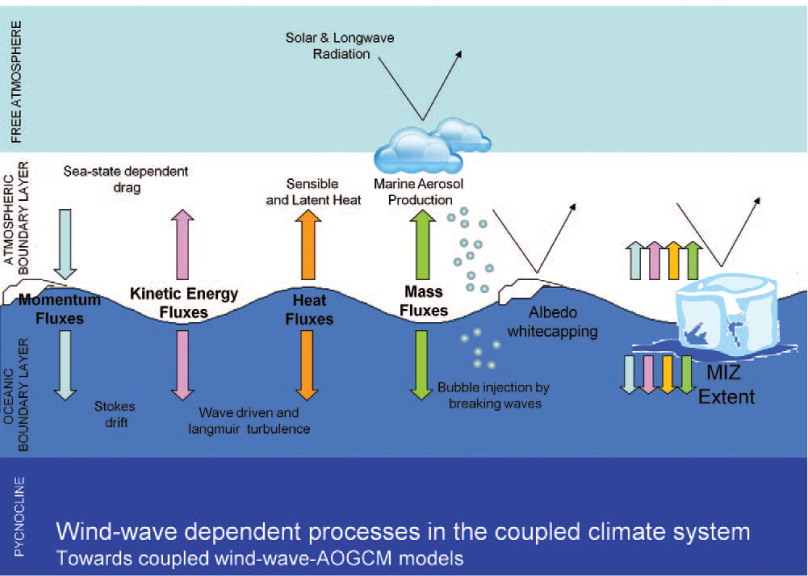 FREE ATMOSPHERE
Solar & Longwave
Radiation
ATMOSPHERIC
BOUNDARY LAYER
Sea-state dependent
drag
Sensible
and Latent Heat
Marine Aerosol
Production
Momentum
Fluxes
Kinetic Energy
Fluxes
Heat
Fluxes
Mass
Fluxes
Albedo
whitecapping
OCEANIC
BOUNDARY LAYER
Stokes
drift
Wave driven and
langmuir turbulence
Bubble injection by
breaking waves
MIZ
Extent
PYCNOCLINE
Wind-wave dependent processes in the coupled climate system
Towards coupled wind-wave-AOGCM models